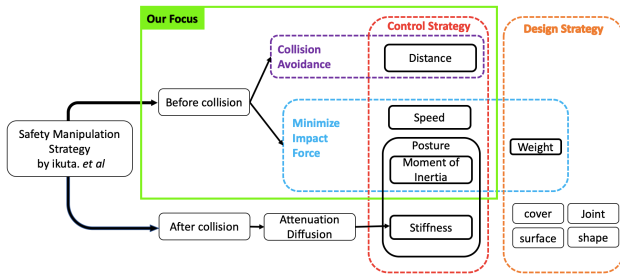 Our Focus
Control Strategy
Design Strategy
Collision
Avoidance
Distance
Before collision
Speed
Minimize
Impact
Force
Safety Manipulation
Strategy
by ikuta. et al
Posture
Moment of
Inertia
Weight
After collision
Attenuation
Diffusion
Stiffness
cover
Joint
surface
shape